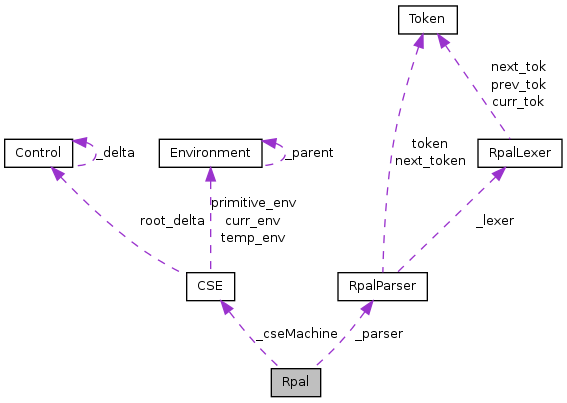 Token
next_tok
prev_tok
curr_tok
Control
_delta
Environment
_parent
token
next_token
RpalLexer
root_delta
primitive_env
curr_env
temp_env
_lexer
CSE
RpalParser
_cseMachine
_parser
Rpal